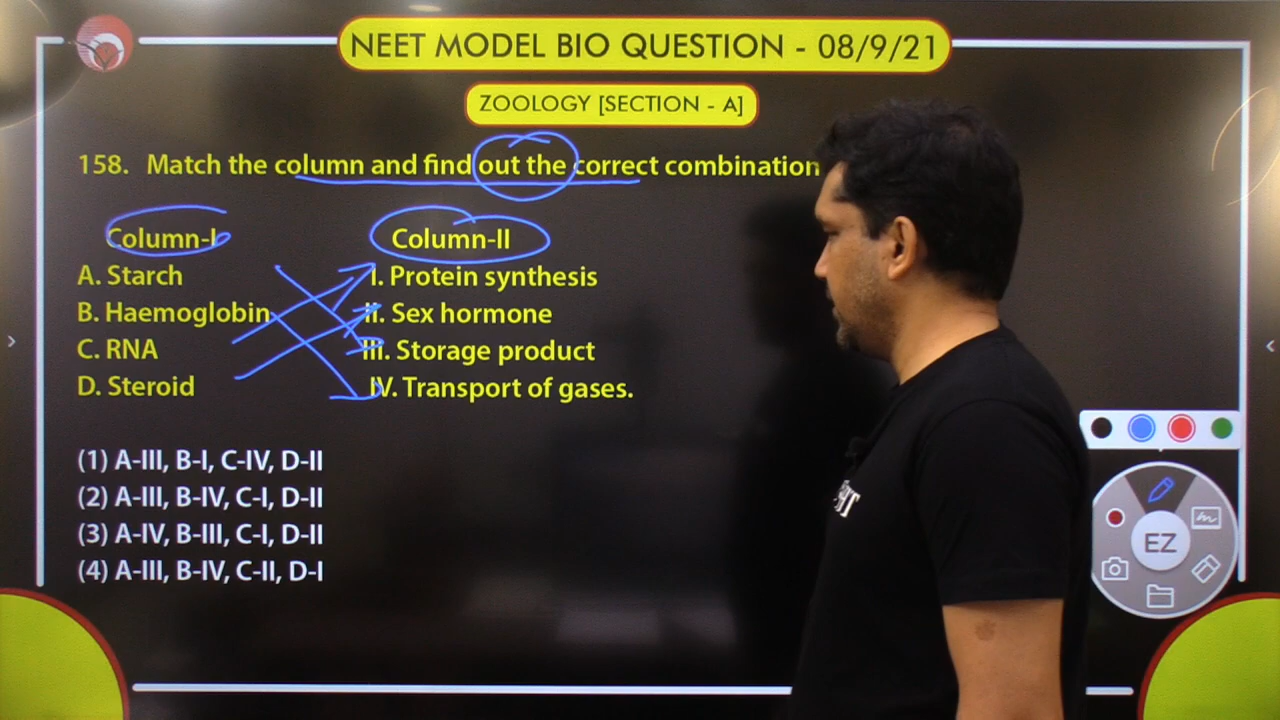 NEET MODEL BIO QUESTION - 08/9/21
ZOOLOGY [SECTION - A]
158. Match the column and find out the correct combination
Column-I Column-II
A. Starch I. Protein synthesis
B. Haemoglobin II. Sex hormone
C. RNA III. Storage product
D. Steroid IV. Transport of gases.
(1) A-III, B-I, C-IV, D-II
(2) A-III, B-IV, C-I, D-II
(3) A-IV, B-III, C-I, D-II
(4) A-III, B-IV, C-II, D-I
EZ